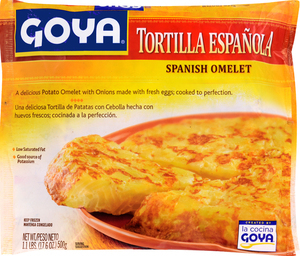 GOYA
TORTILLA ESPAÑOLA
SPANISH OMELET
A delicious Potato Omelet with Onions made with fresh eggs; cooked to perfection.
Una deliciosa Tortilla de Patatas con Cebolla hecha con
huevos frescos; cocinada a la perfección.
Low Saturated Fat
Good source of
Potassium
KEEP FROZEN
MANTENGA CONGELADO
NET WT/PESO NETO
1.1 LBS. (17.6 OZ) 500g
CREATED BY
la cocina
GOYA